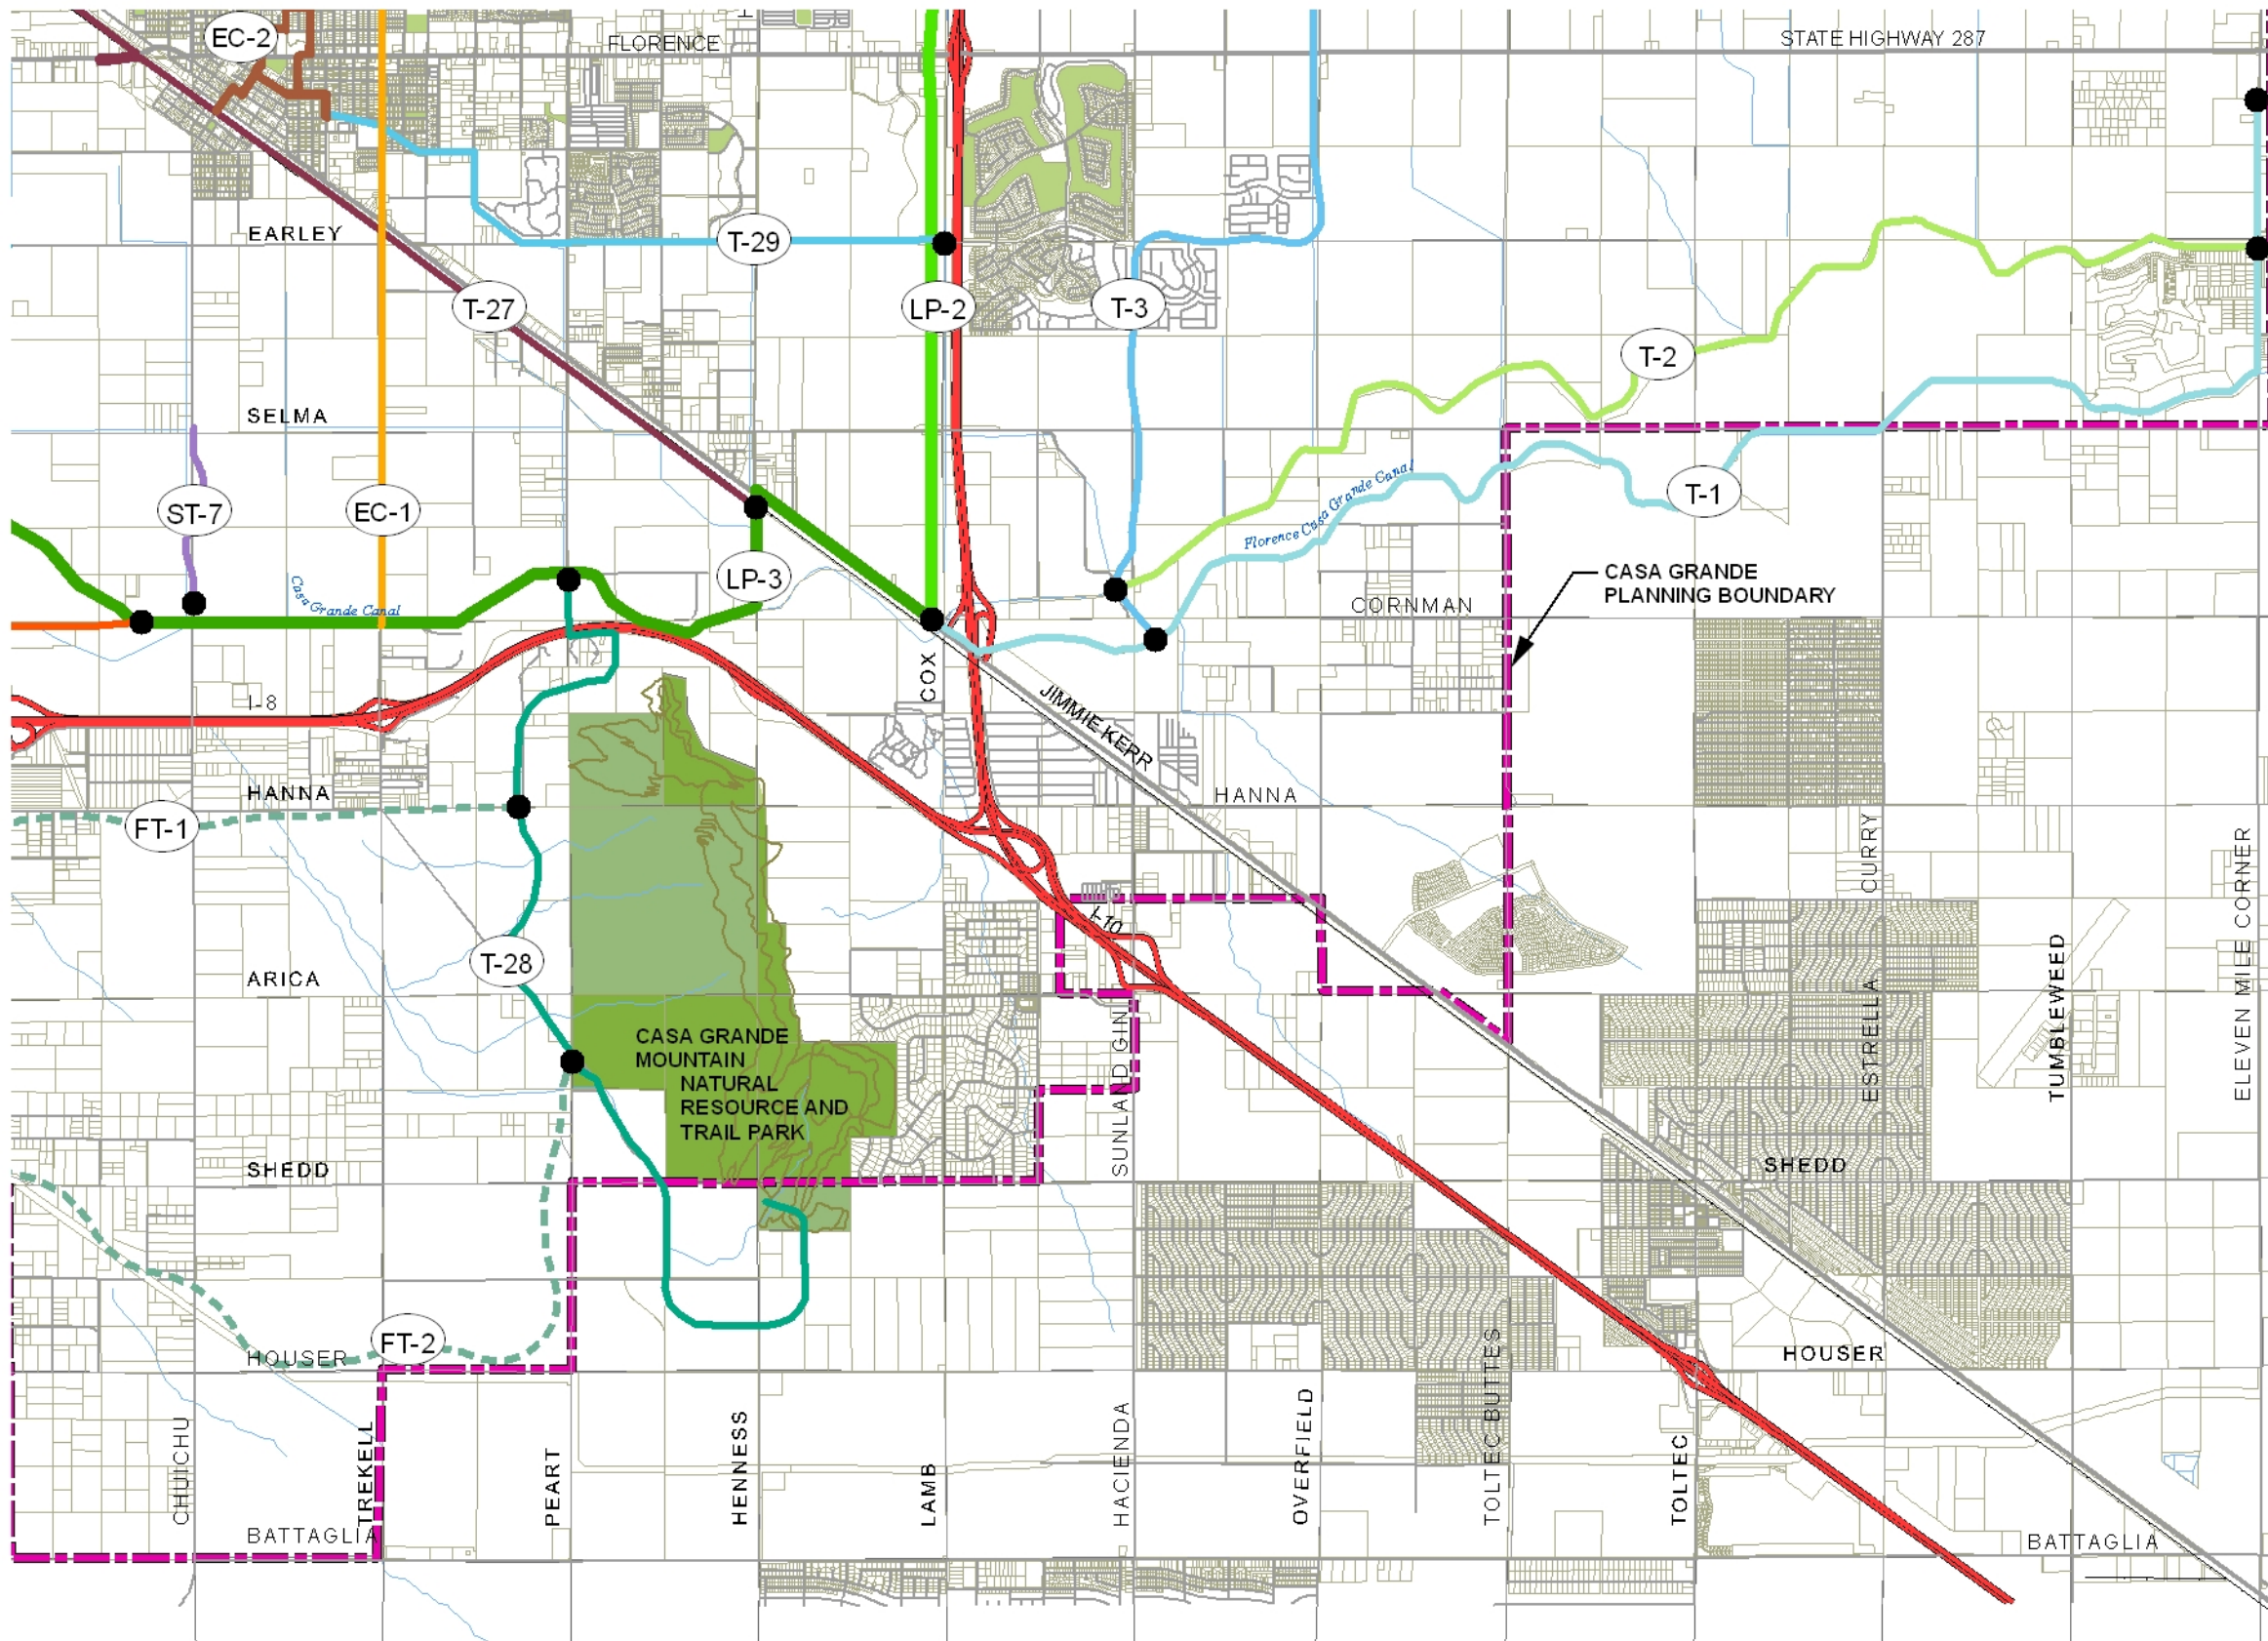 EC-2
FLORENCE
STATE HIGHWAY 287
EARLEY
T-29
T-27
LP-2
T-3
T-2
SELMA
ST-7
EC-1
T-1
Florence Casa Grande Canal
LP-3
CASA GRANDE
PLANNING BOUNDARY
Casa Grande Canal
CORNMAN
COX
I-8
JIMMIE KERR
HANNA
HANNA
FT-1
CURRY
ELEVEN MILE CORNER
I-10
T-28
ARICA
TUMBLEWEED
ESTRELLA
SUNLAND GIN
CASA GRANDE
MOUNTAIN
NATURAL
RESOURCE AND
TRAIL PARK
SHEDD
SHEDD
FT-2
HOUSER
HOUSER
CHUICHU
TREKELL
PEART
HENNESS
LAMB
HACIENDA
OVERFIELD
TOLTEC BUTTES
TOLTEC
BATTAGLIA
BATTAGLIA